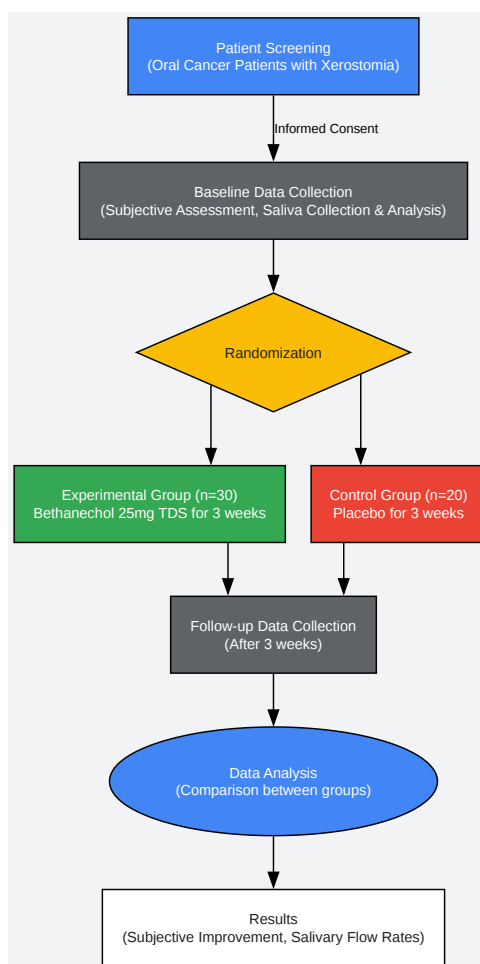 Patient Screening
(Oral Cancer Patients with Xerostomia)
Informed Consent
Baseline Data Collection
(Subjective Assessment, Saliva Collection & Analysis)
Randomization
Experimental Group (n=30)
Bethanechol 25mg TDS for 3 weeks
Control Group (n=20)
Placebo for 3 weeks
Follow-up Data Collection
(After 3 weeks)
Data Analysis
(Comparison between groups)
Results
(Subjective Improvement, Salivary Flow Rates)